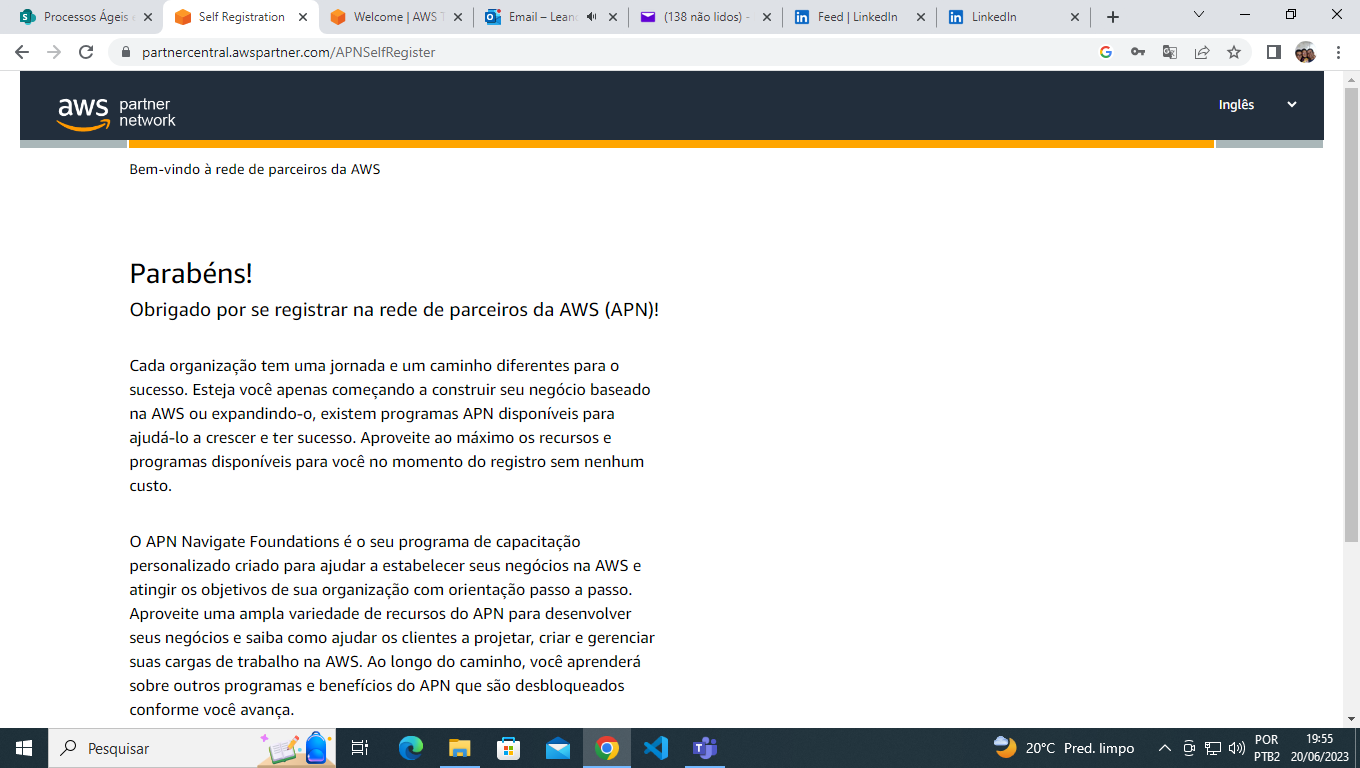 Processos Ágeis
Self Registration
Welcome | AWS T
Email – Lean
(138 não lidos) -
Feed | LinkedIn
LinkedIn
partnercentral.awspartner.com/APNSelfRegister
aws partner network
Inglês
Bem-vindo à rede de parceiros da AWS
Parabéns!
Obrigado por se registrar na rede de parceiros da AWS (APN)!
Cada organização tem uma jornada e um caminho diferentes para o
sucesso. Esteja você apenas começando a construir seu negócio baseado
na AWS ou expandindo-o, existem programas APN disponíveis para
ajudá-lo a crescer e ter sucesso. Aproveite ao máximo os recursos e
programas disponíveis para você no momento do registro sem nenhum
custo.
O APN Navigate Foundations é o seu programa de capacitação
personalizado criado para ajudar a estabelecer seus negócios na AWS e
atingir os objetivos de sua organização com orientação passo a passo.
Aproveite uma ampla variedade de recursos do APN para desenvolver
seus negócios e saiba como ajudar os clientes a projetar, criar e gerenciar
suas cargas de trabalho na AWS. Ao longo do caminho, você aprenderá
sobre outros programas e benefícios do APN que são desbloqueados
conforme você avança.
Pesquisar
20°C Pred. limpo
POR
PTB2
19:55
20/06/2023